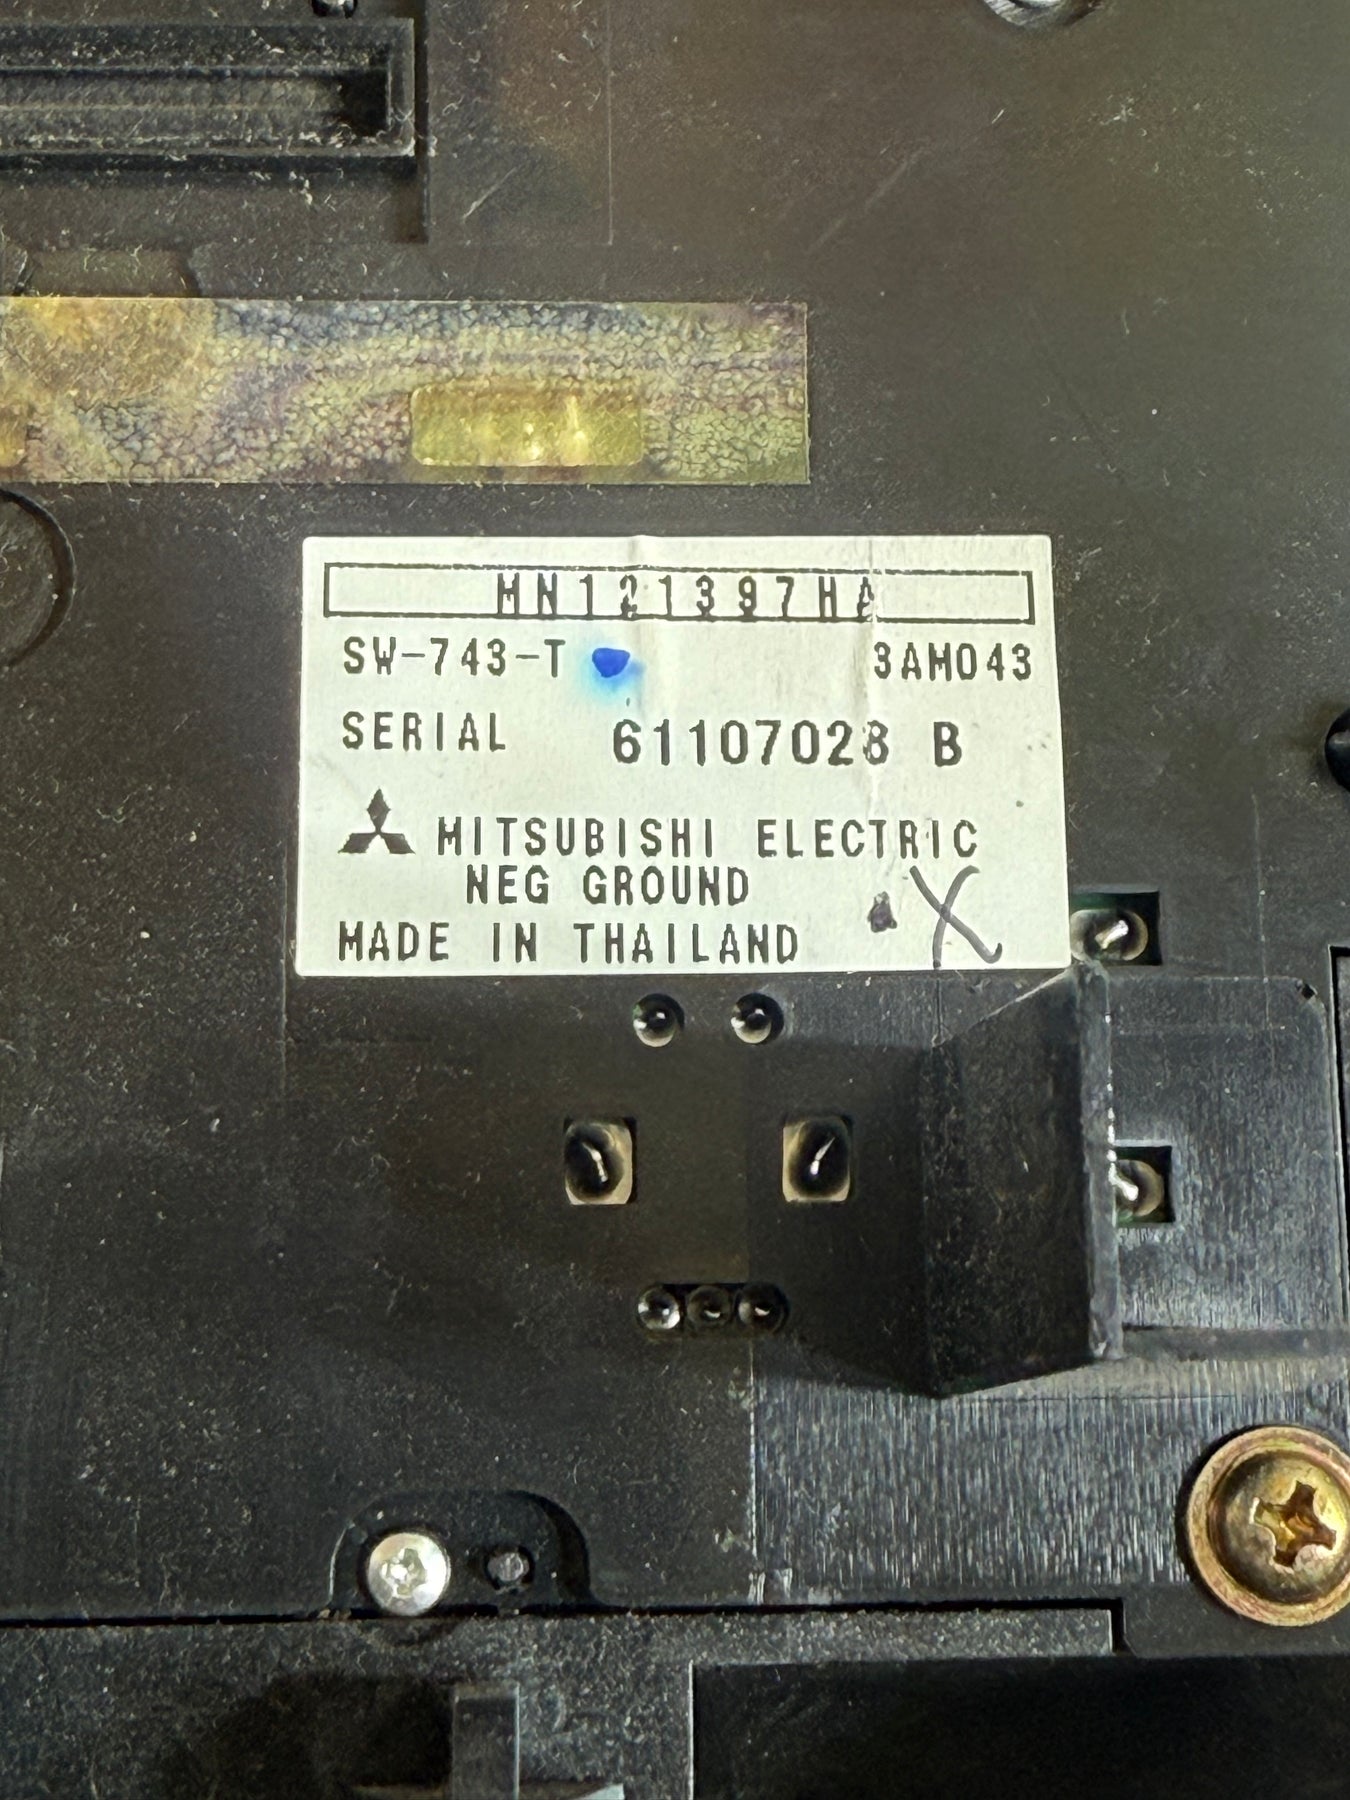 MN121397HA
SW-743-T 3AM043
SERIAL 61107028 B
MITSUBISHI ELECTRIC
NEG GROUND
X
MADE IN THAILAND